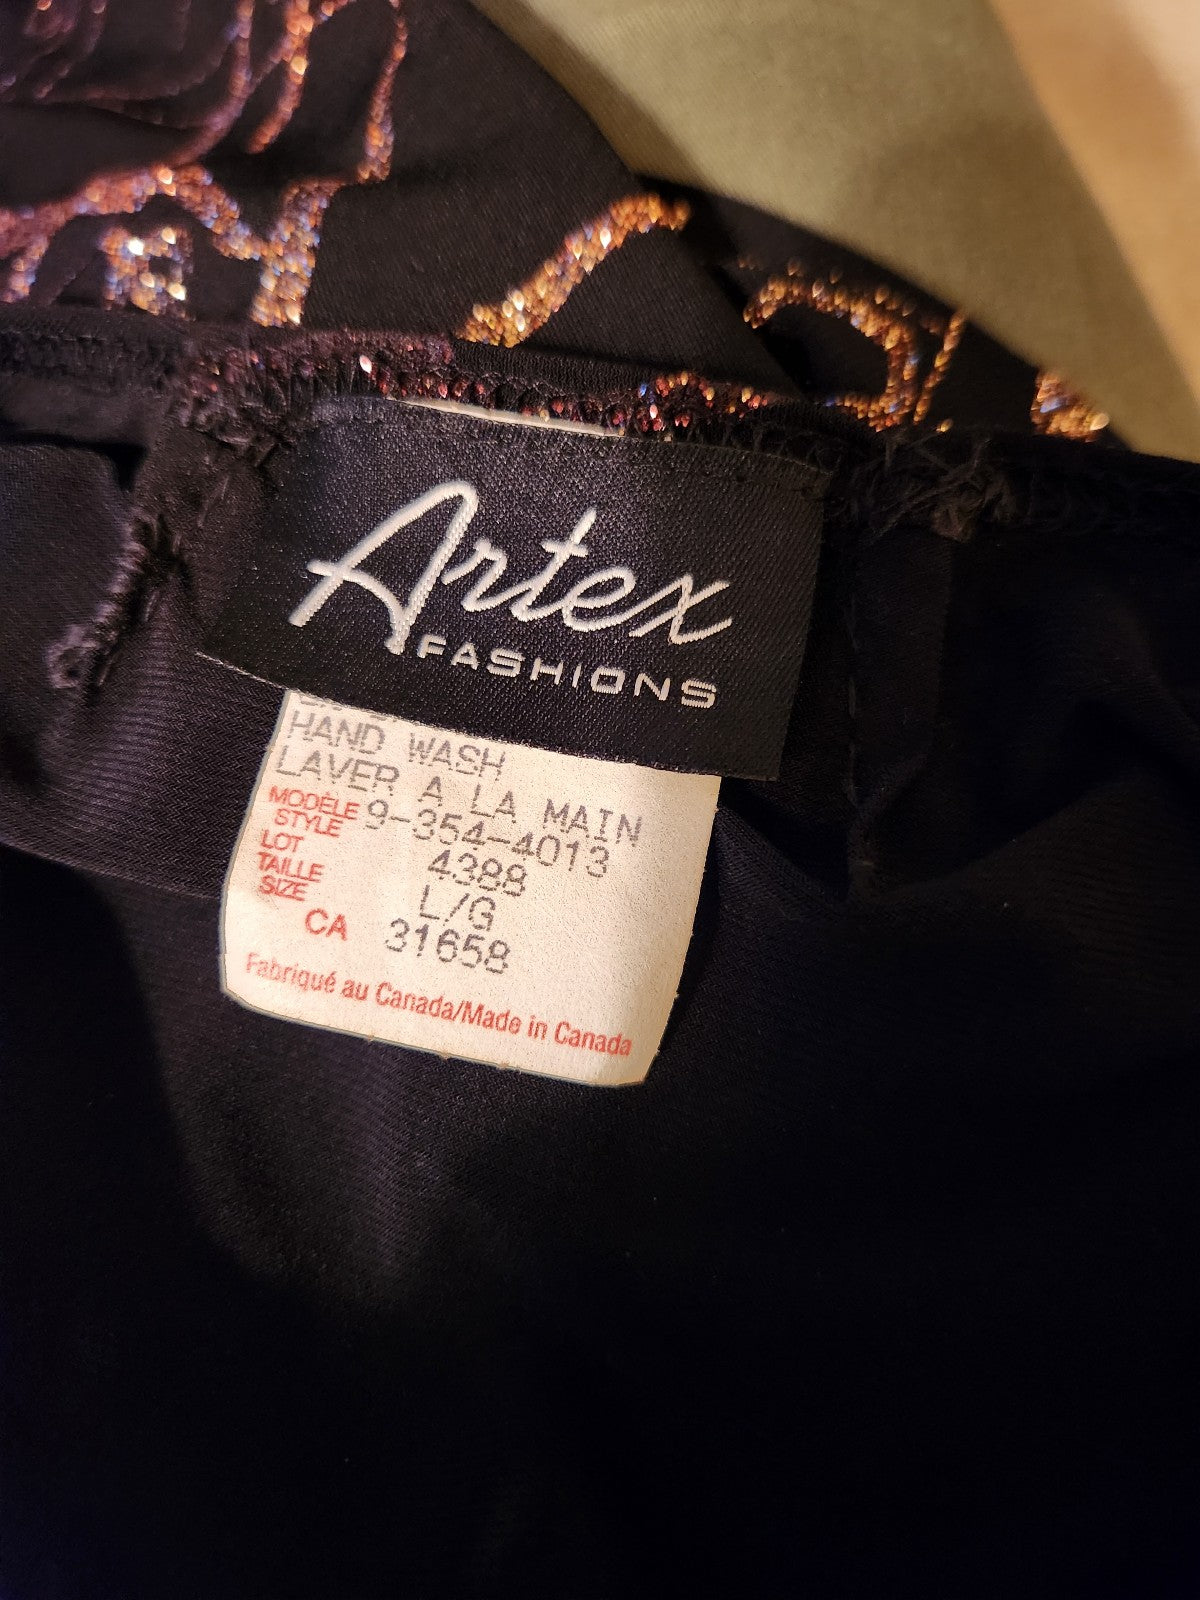 Artex
FASHIONS
HAND WASH
LAVER A LA MAIN
MODÈLE
STYLE 9-354-4013
LOT 4388
TAILLE
SIZE L/G
CA 31658
Fabriqué au Canada/Made in Canada